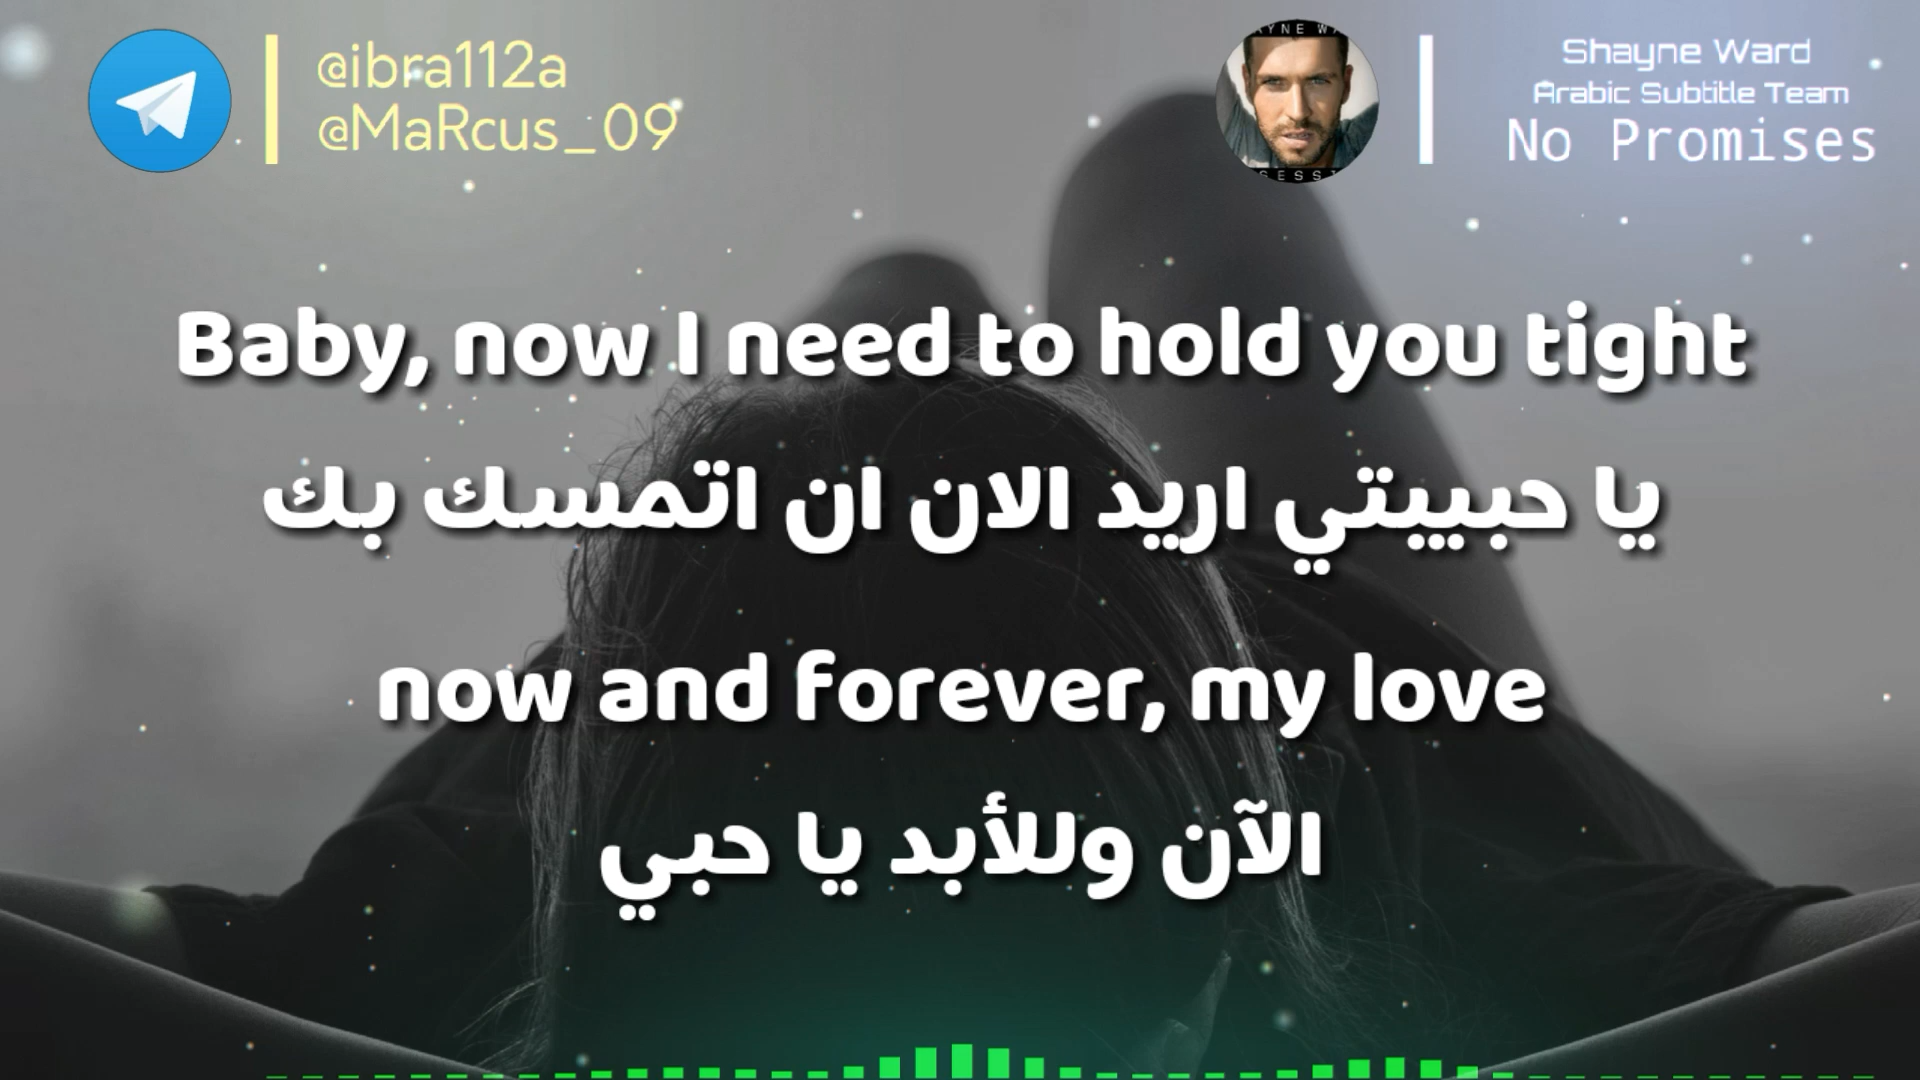 @ibra112a
@MaRcus_09
Shayne Ward
Arabic Subtitle Team
No Promises
Baby, now I need to hold you tight
يا حبييتي اريد الان ان اتمسك بك
now and forever, my love
الآن وللأبد يا حبي